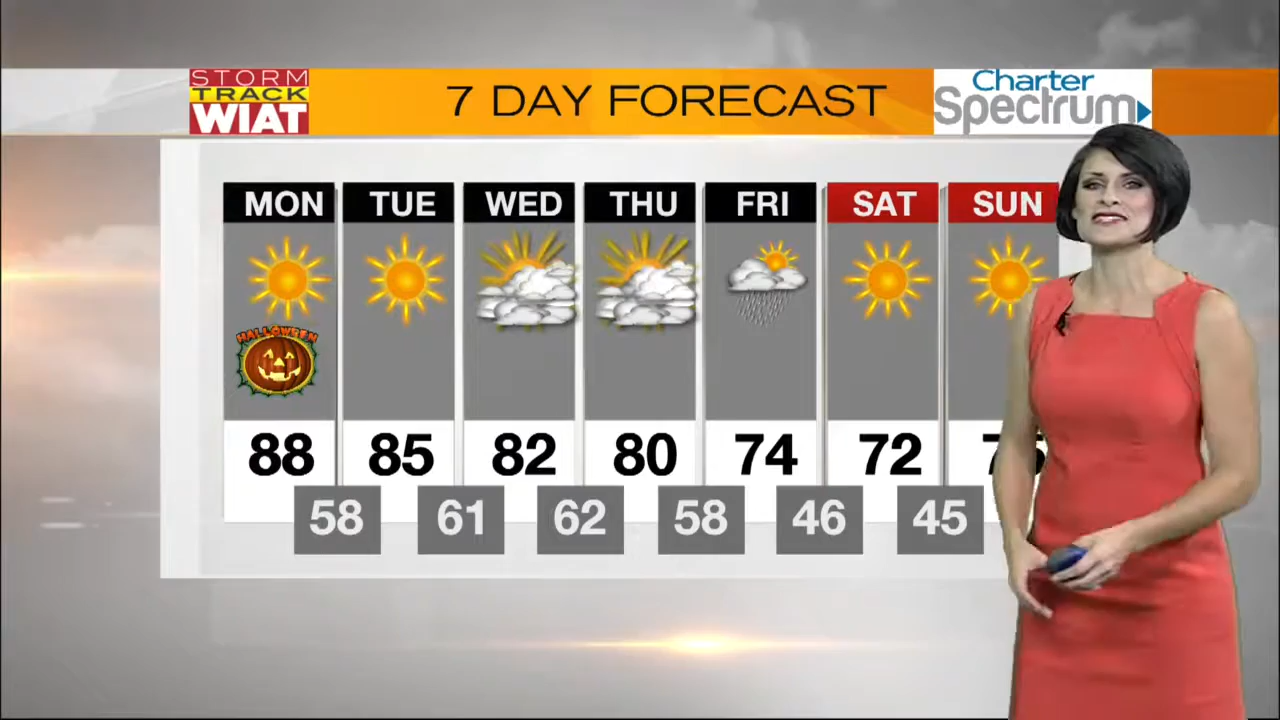 STORM
TRACK
WIAT
7 DAY FORECAST
Charter
Spectrum
MON TUE WED THU FRI SAT SUN
HALLOWEEN
88 85 82 80 74 72
58 61 62 58 46 45